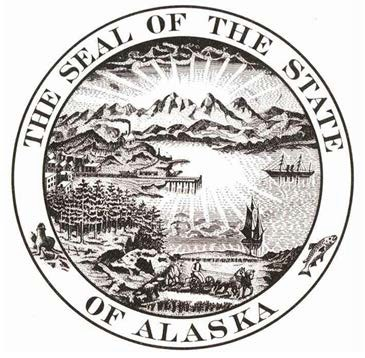 THE SEAL OF THE STATE
OF ALASKA